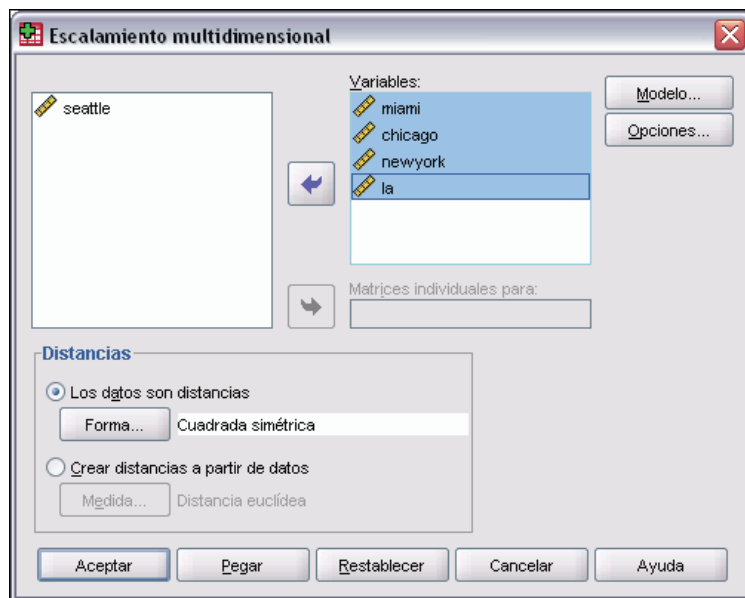 Escalamiento multidimensional
seattle
Variables:
miami
chicago
newyork
la
Modelo...
Opciones...
Matrices individuales para:
Distancias
Los datos son distancias
Forma...
Cuadrada simétrica
Crear distancias a partir de datos
Medida...
Distancia euclídea
Aceptar
Pegar
Restablecer
Cancelar
Ayuda